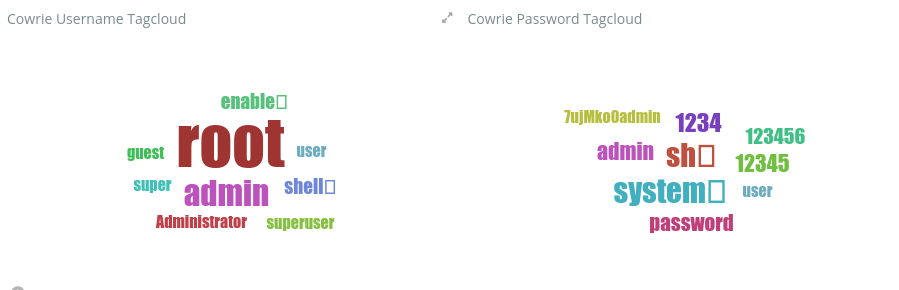 Cowrie Username Tagcloud
enable
root
guest
user
super
admin
shell
Administrator
superuser
Cowrie Password Tagcloud
7ujMko0admin
1234
123456
admin
sh
12345
system
user
password